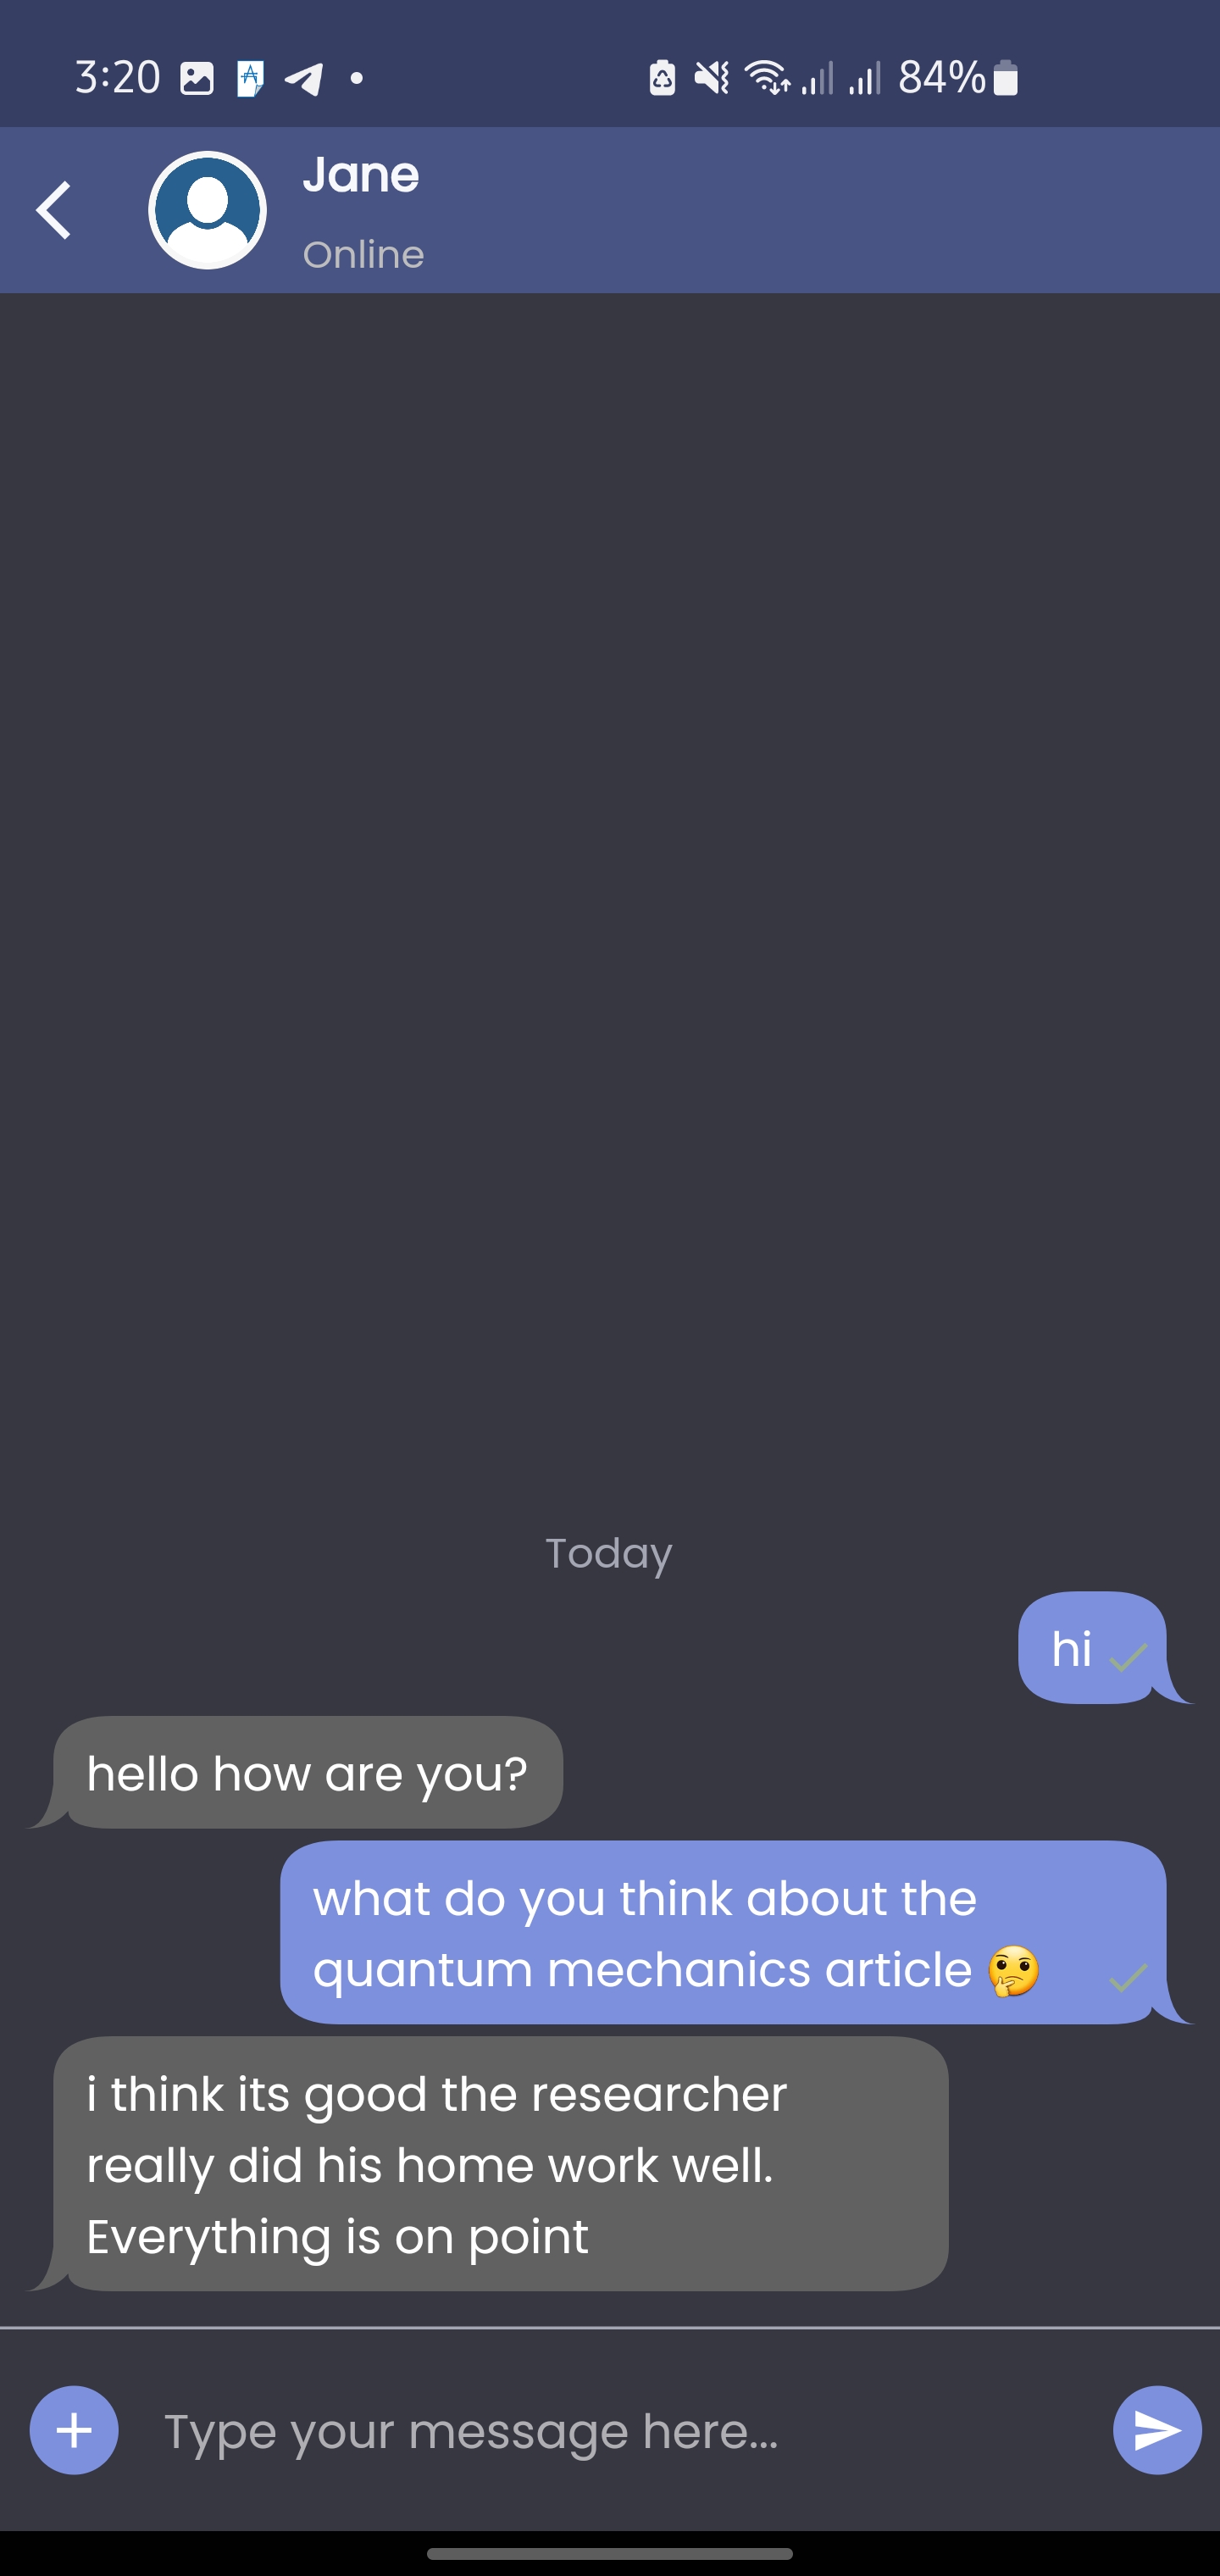 3:20
84%
Jane
Online
Today
hi
hello how are you?
what do you think about the
quantum mechanics article 🤔
i think its good the researcher
really did his home work well.
Everything is on point
Type your message here...